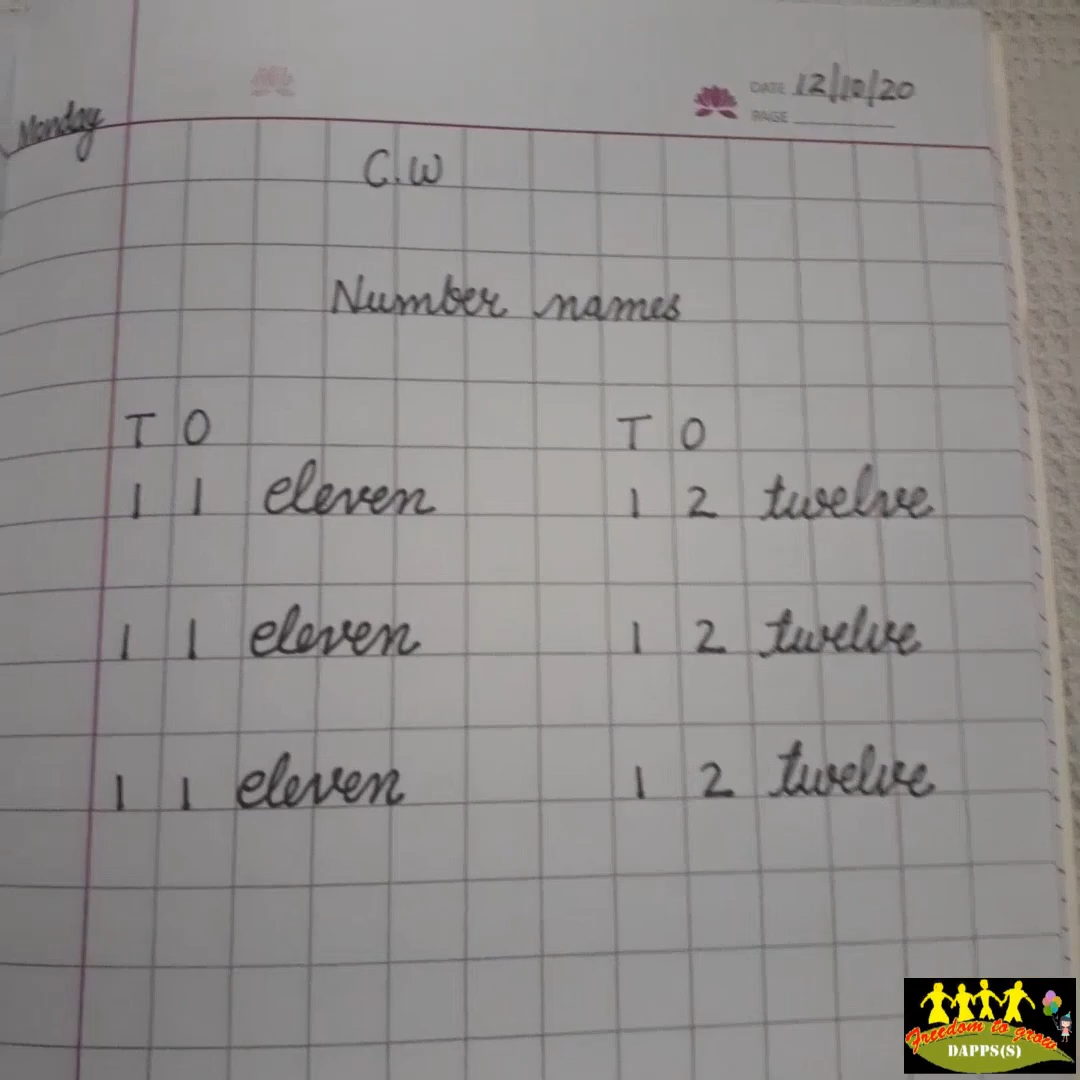 DATE 12/10/20
PAGE
Monday
C.W
Number names
T O T O
1 1 eleven 1 2 twelve
1 1 eleven 1 2 twelve
1 1 eleven 1 2 twelve
Freedom to grow
DAPPS(S)